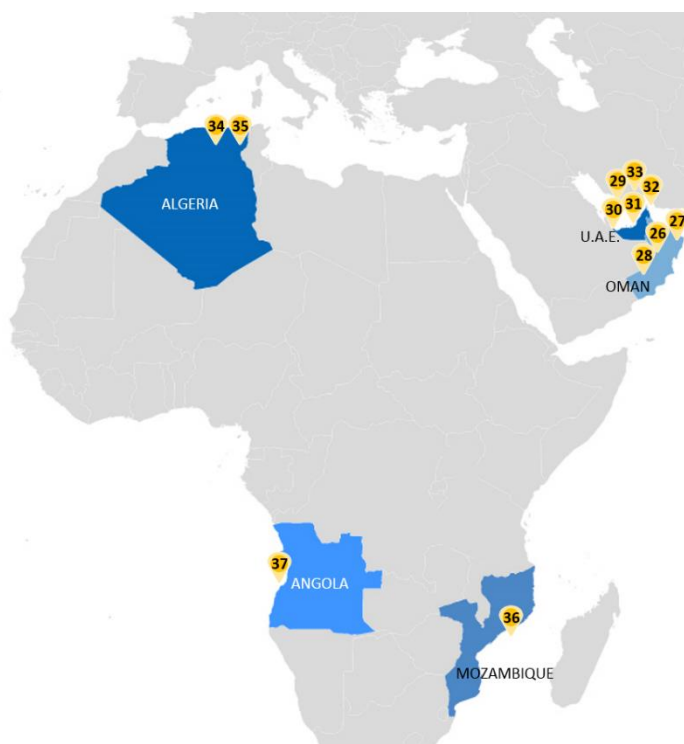 34 35
33
29
32
ALGERIA
30 31
27
U.A.E. 26
28
OMAN
37
ANGOLA
36
MOZAMBIQUE